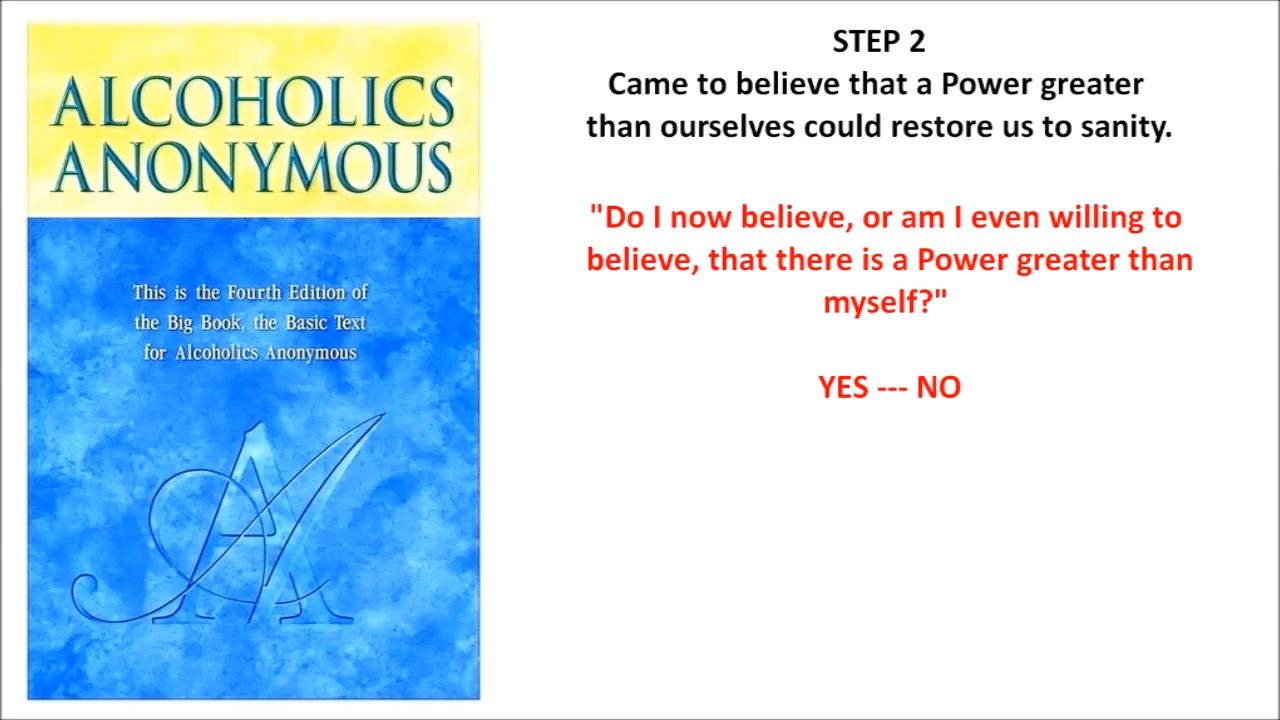 ALCOHOLICS
ANONYMOUS
This is the Fourth Edition of
the Big Book, the Basic Text
for Alcoholics Anonymous
AA
STEP 2
Came to believe that a Power greater
than ourselves could restore us to sanity.
"Do I now believe, or am I even willing to
believe, that there is a Power greater than
myself?"
YES --- NO